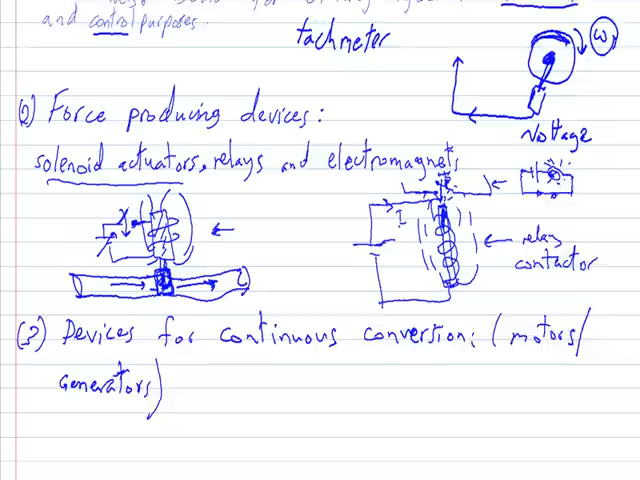 and control purposes.
tachmeter
ω
Voltage
(2) Force producing devices:
solenoid actuators, relays and electromagnets
I
relay
contactor
(3) Devices for continuous conversion: (motors/
Generators)